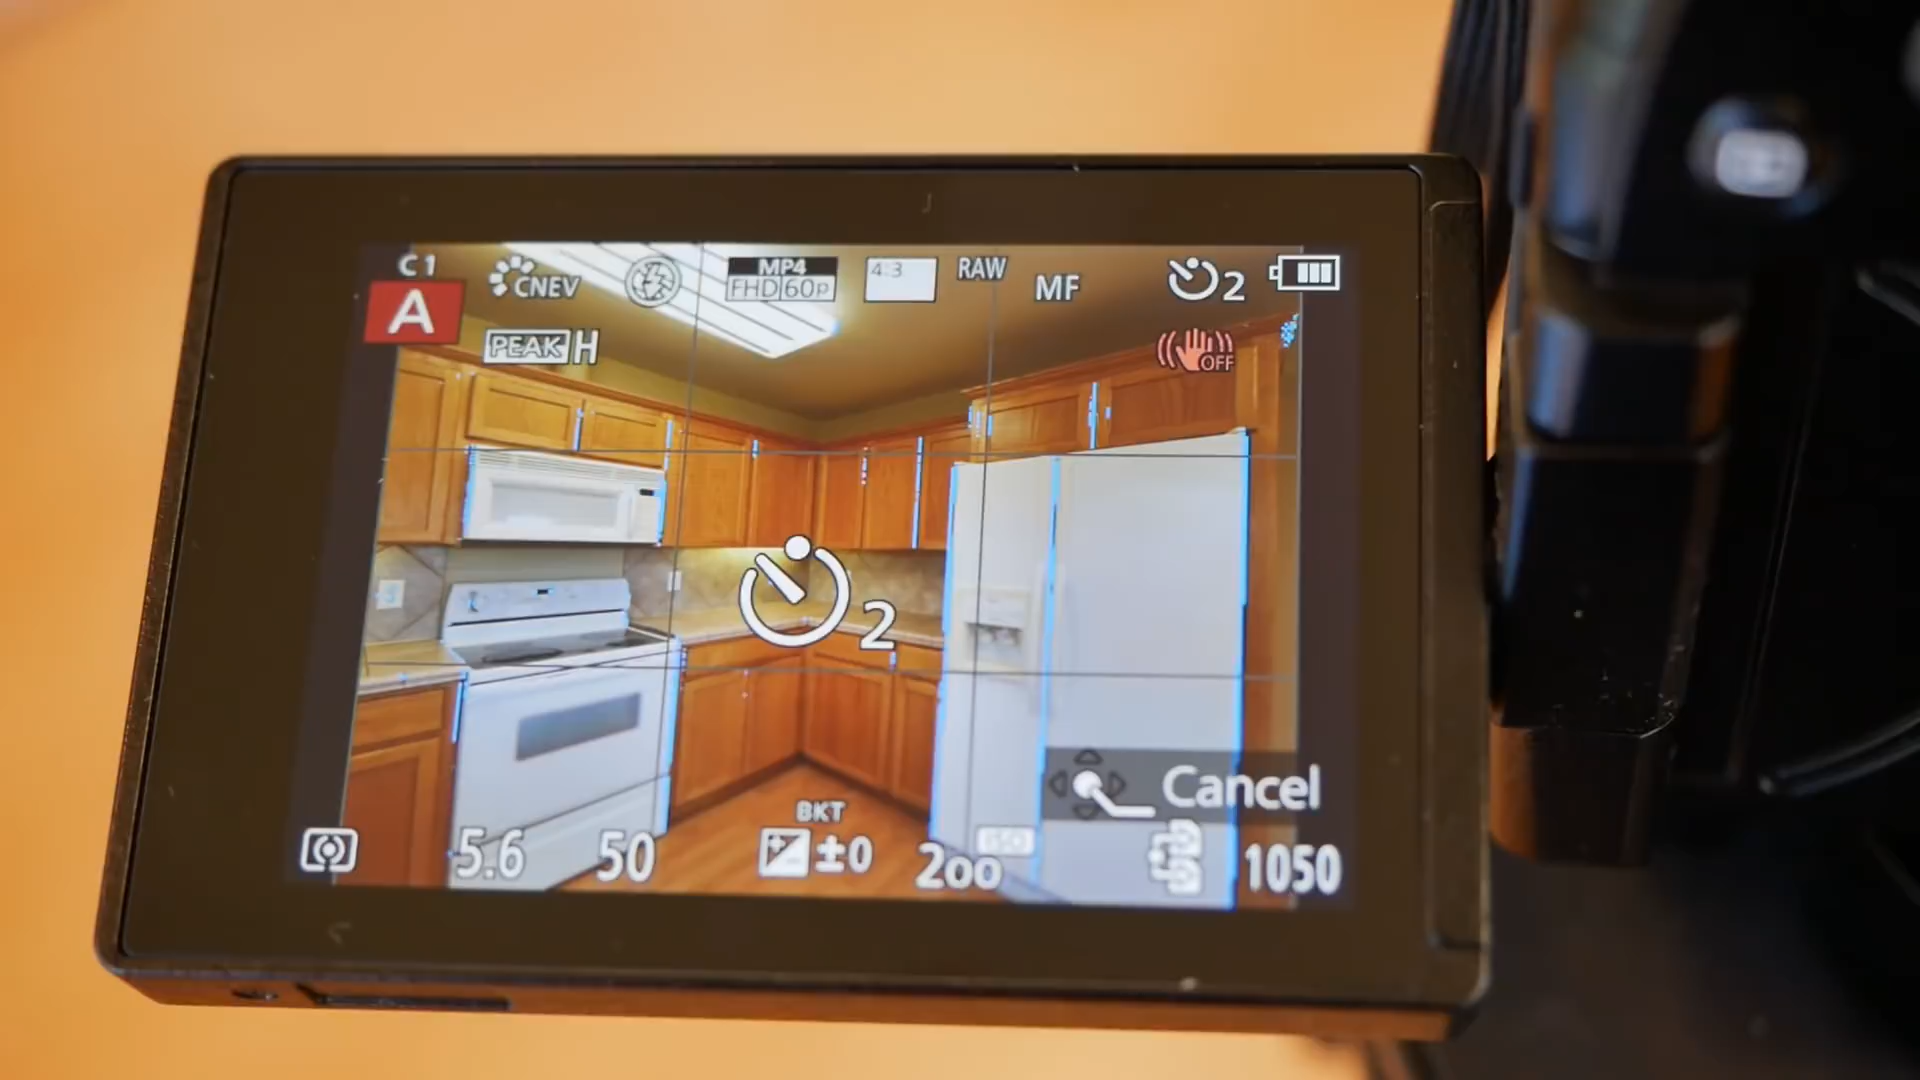 C1
A
CNEV
MP4
FHD 60p
4:3
RAW
MF
2
PEAK H
OFF
2
Cancel
BKT
5.6
50
±0
ISO
200
1050